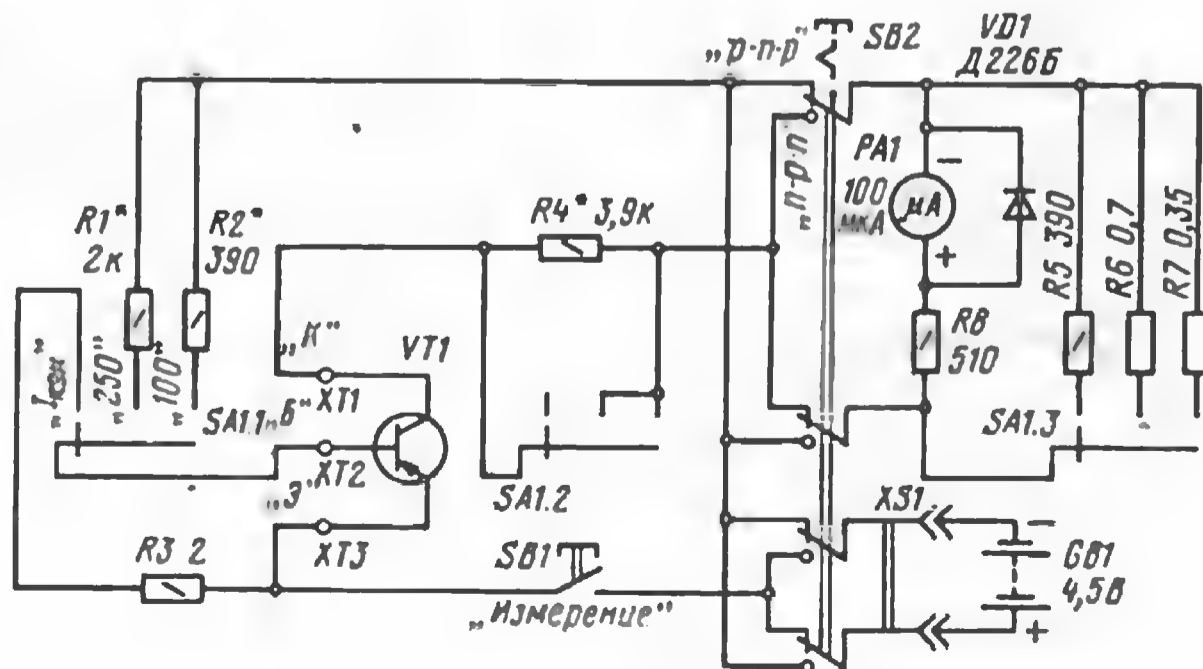 „p-n-p"
SB2
VD1
Д226Б
„n-p-n"
PA1
100
мкА
μA
−
+
R1*
2к
R2*
390
R4* 3,9к
R5 390
R6 0,7
R7 0,35
R8
510
„К"
VT1
„250"
„100"
SA1.1
„Б"
XT1
XT2
„Э"
XT3
SA1.2
SA1.3
XS1
R3 2
SB1
„Измерение"
GB1
4,5В
−
+